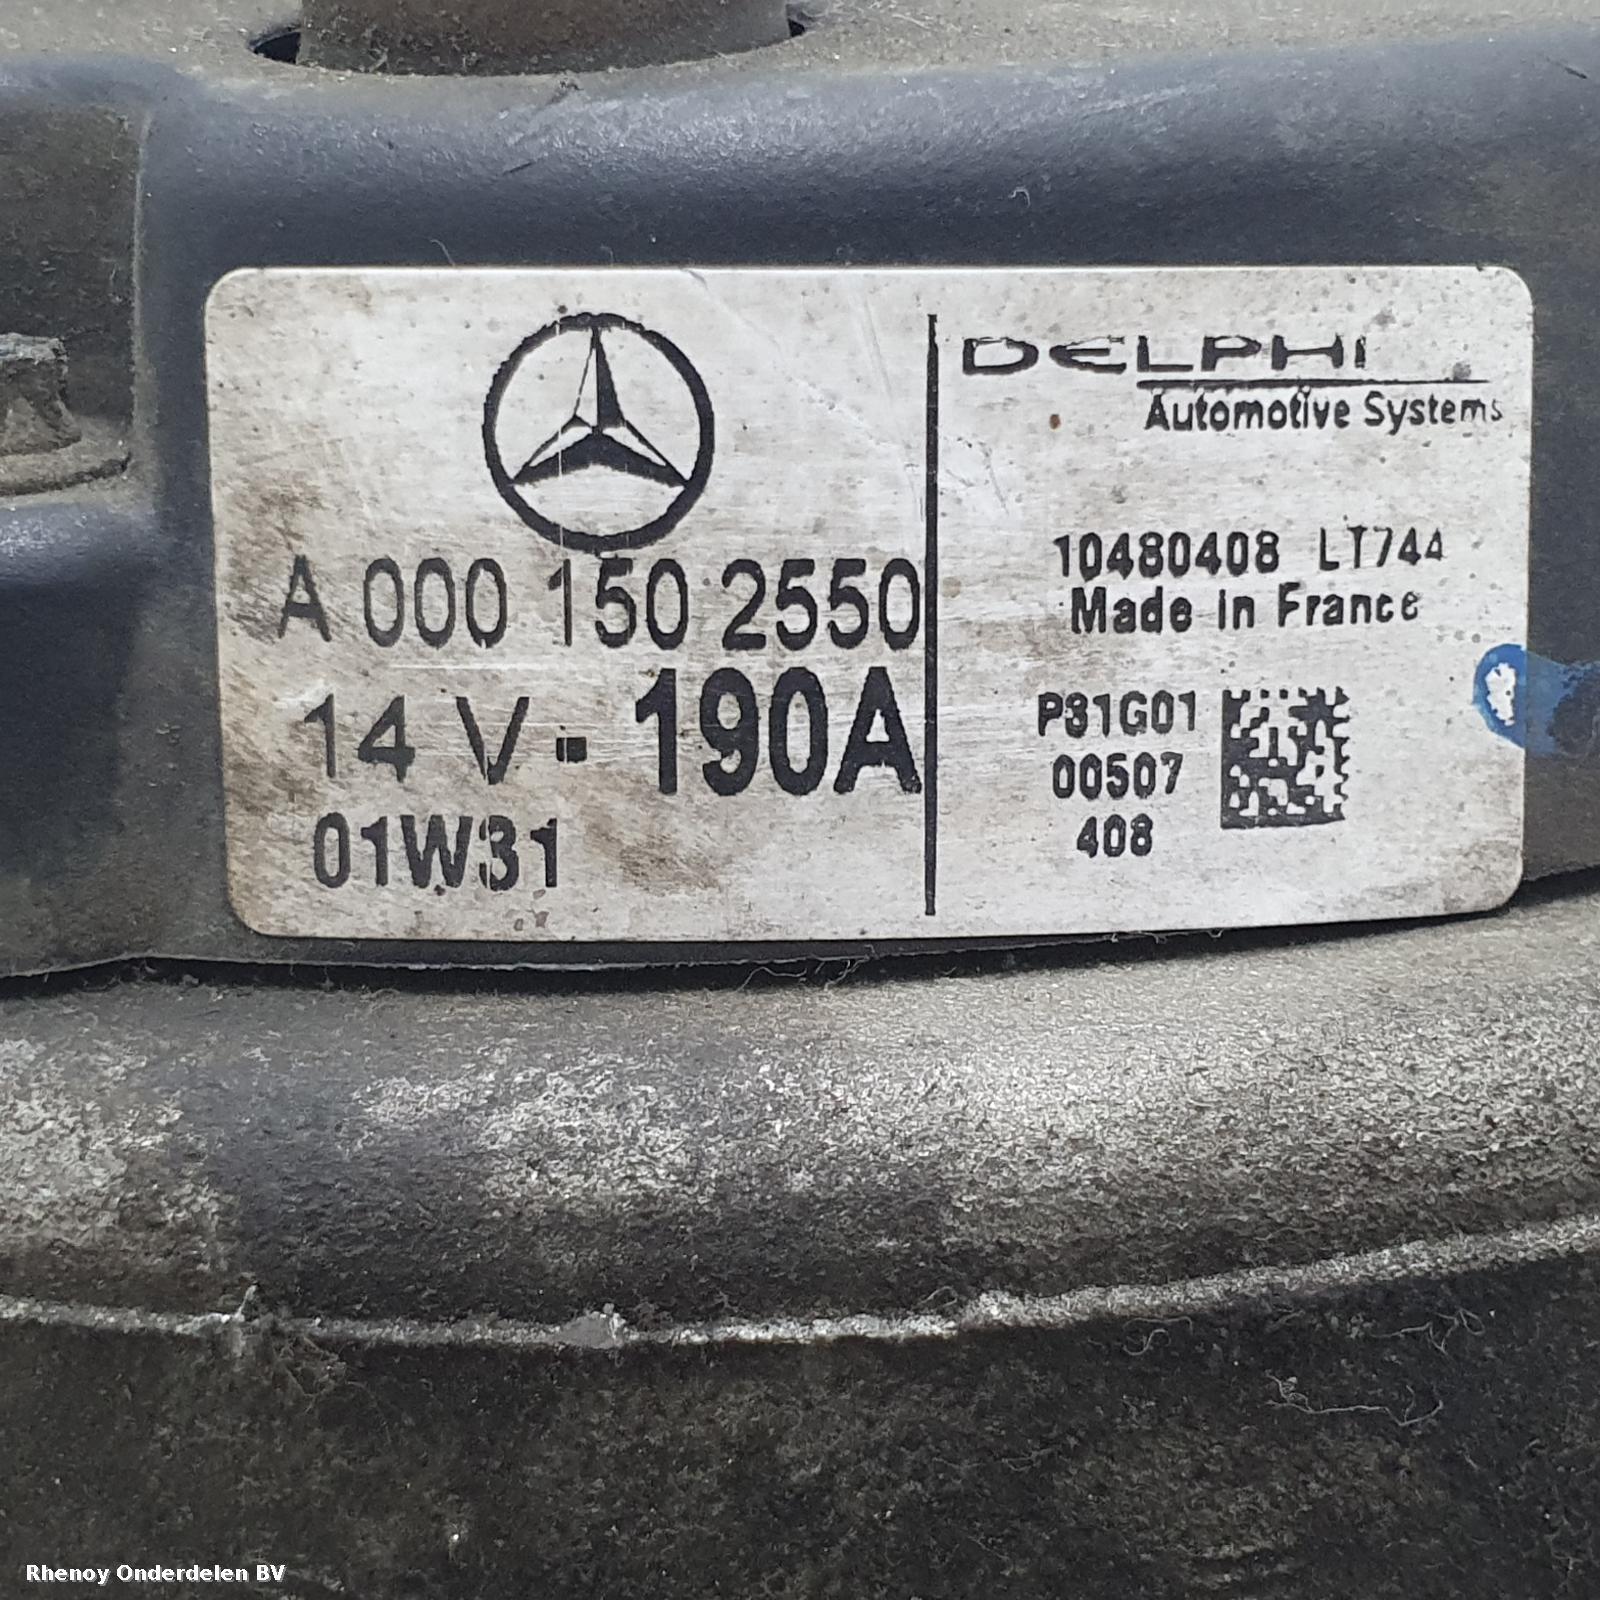 A 000 150 2550
14 V - 190A
01W31
DELPHI
Automotive Systems
10480408 LT744
Made in France
P31G01
00507
408
Rhenoy Onderdelen BV